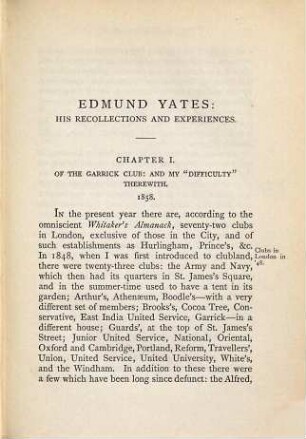 EDMUND YATES:
HIS RECOLLECTIONS AND EXPERIENCES.
CHAPTER I.
OF THE GARRICK CLUB: AND MY "DIFFICULTY"
THEREWITH.
1858.
IN the present year there are, according to the
omniscient Whitaker's Almanack, seventy-two clubs
in London, exclusive of those in the City, and of
such establishments as Hurlingham, Prince's, &c.
In 1848, when I was first introduced to clubland,
there were twenty-three clubs: the Army and Navy,
Clubs in
London in
'48.
which then had its quarters in St. James's Square,
and in the summer-time used to have a tent in its
garden; Arthur's, Athenæum, Boodle's—with a very
different set of members; Brooks's, Cocoa Tree, Con-
servative, East India United Service, Garrick—in a
different house; Guards', at the top of St. James's
Street; Junior United Service, National, Oriental,
Oxford and Cambridge, Portland, Reform, Travellers',
Union, United Service, United University, White's,
and the Windham. In addition to these there were
a few which have been long since defunct: the Alfred,